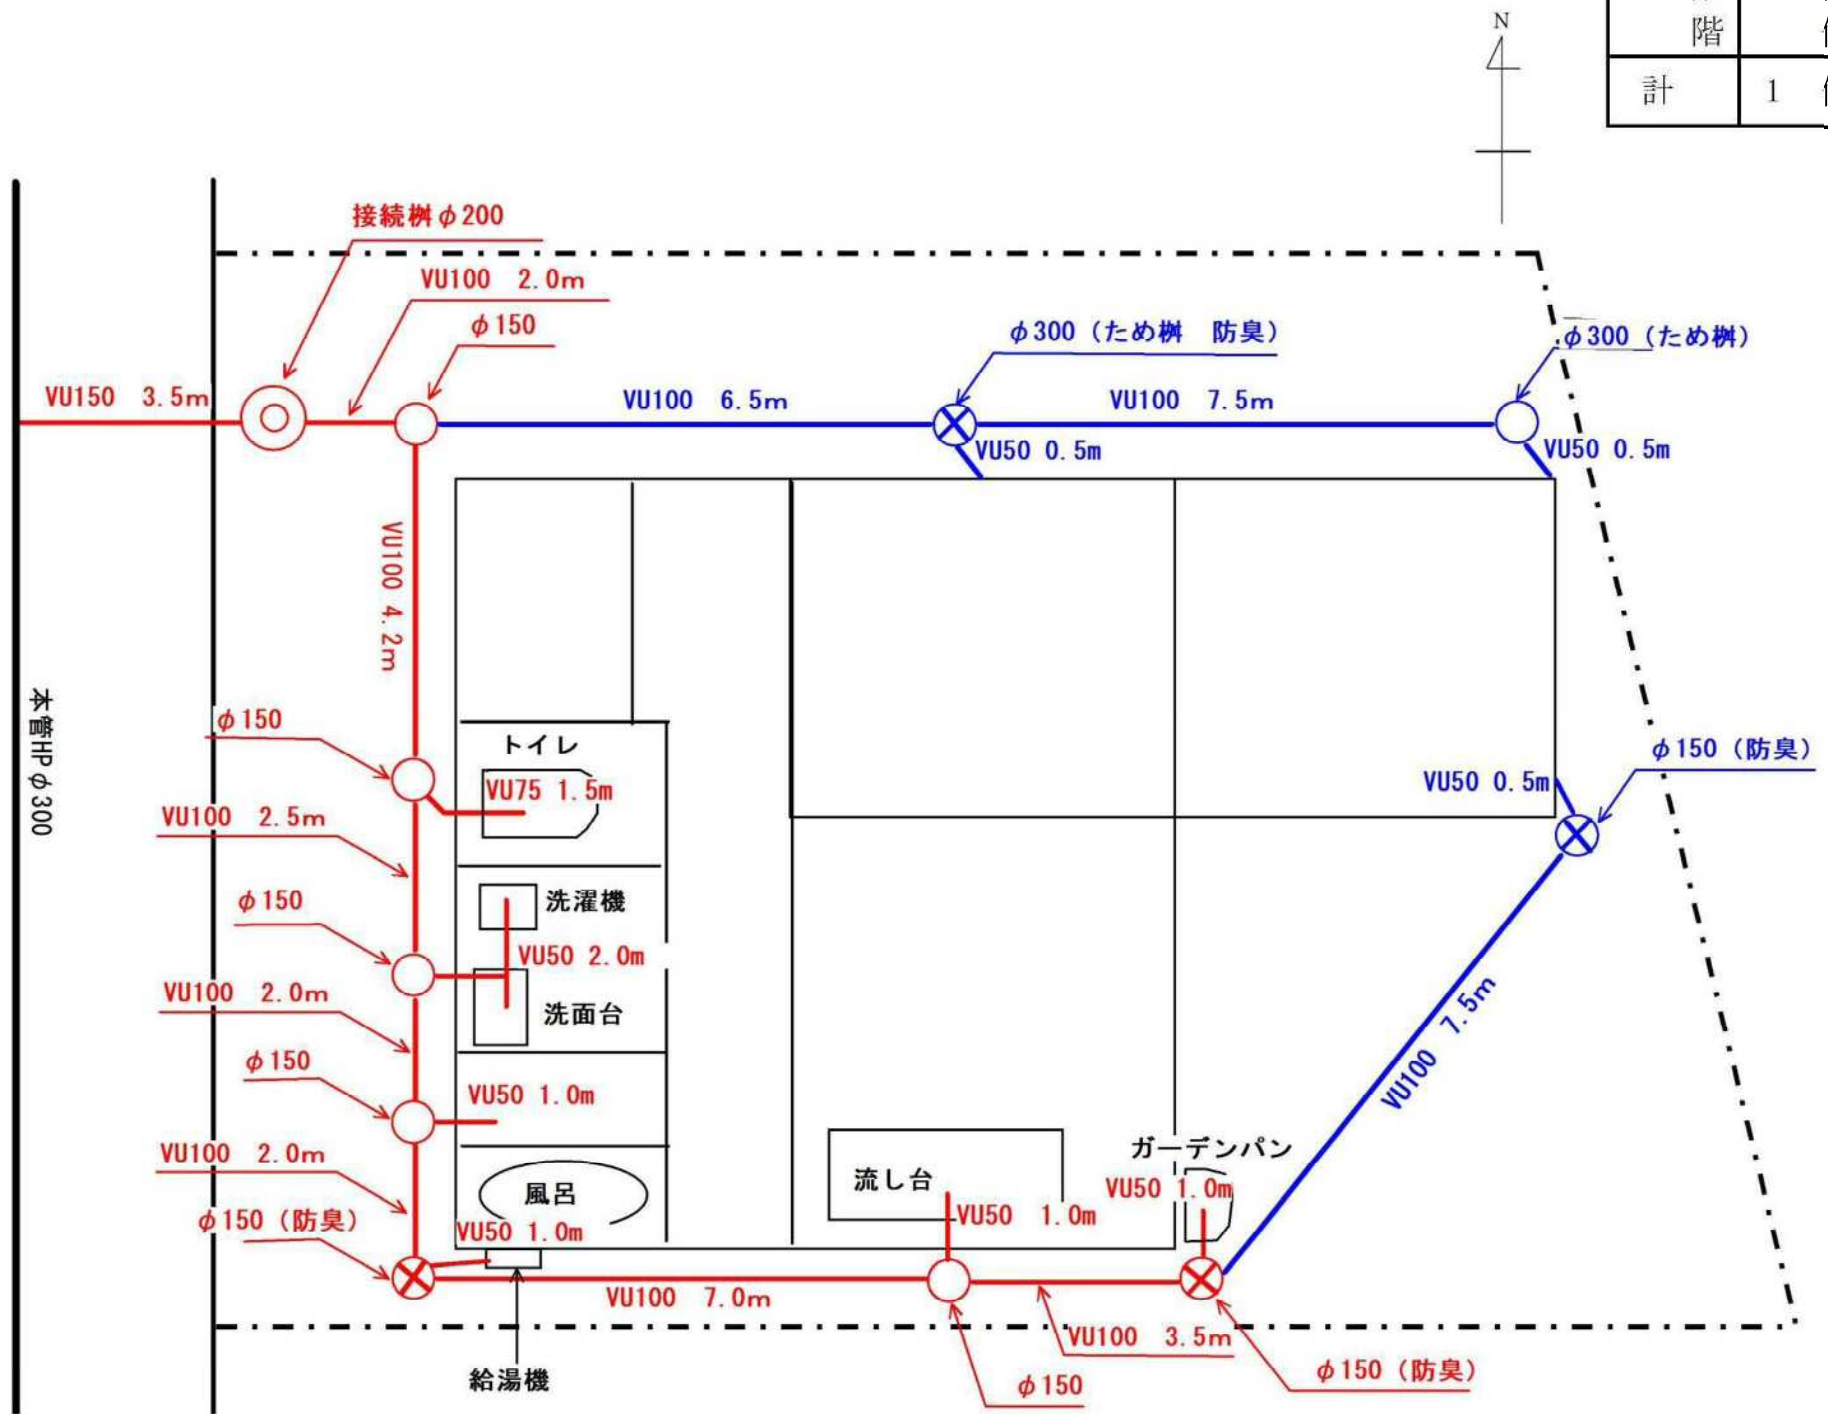 N
階
計 1
接続桝φ200
VU100 2.0m
φ150
φ300（ため桝 防臭）
φ300（ため桝）
VU150 3.5m
VU100 6.5m
VU100 7.5m
VU50 0.5m
VU50 0.5m
VU100 4.2m
本管HPφ300
φ150
トイレ
VU75 1.5m
φ150（防臭）
VU50 0.5m
VU100 2.5m
φ150
洗濯機
VU50 2.0m
VU100 2.0m
洗面台
VU100 7.5m
φ150
VU50 1.0m
VU100 2.0m
ガーデンパン
流し台
風呂
VU50 1.0m
φ150（防臭）
VU50 1.0m
VU50 1.0m
VU100 7.0m
VU100 3.5m
給湯機
φ150
φ150（防臭）